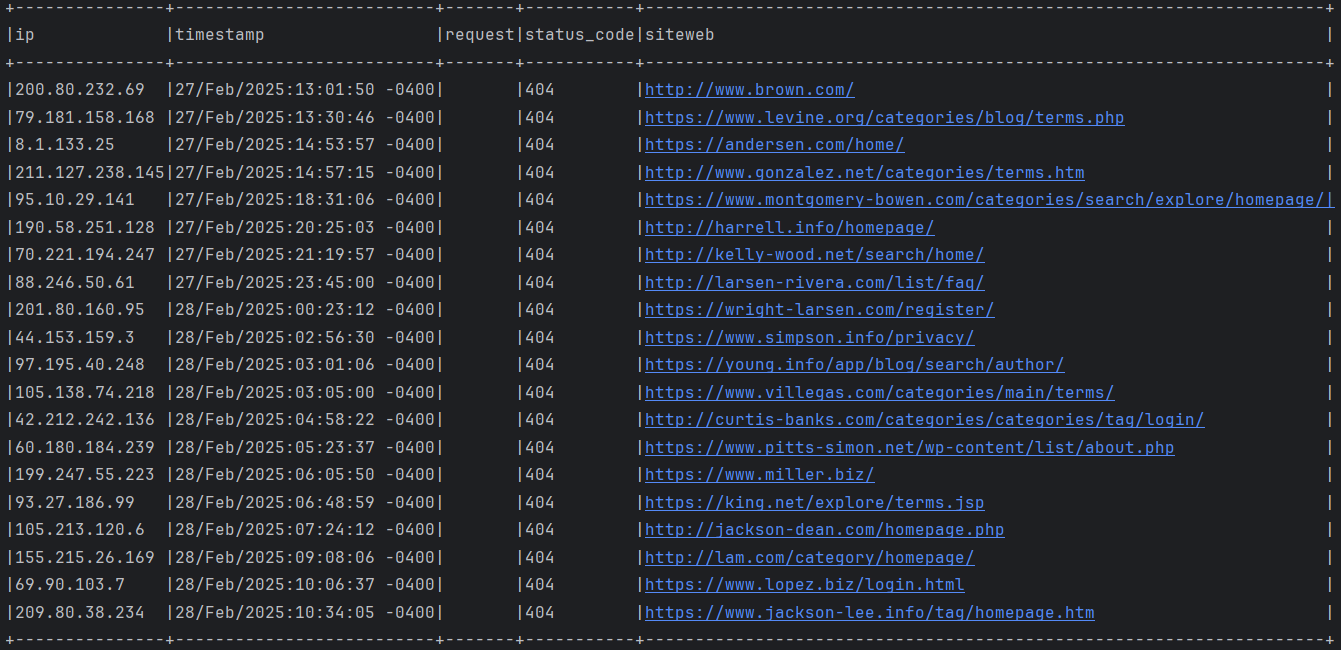 +---------------+--------------------------+-------+-----------+--------------------------------------------------------------------+
|ip             |timestamp                 |request|status_code|siteweb                                                             |
+---------------+--------------------------+-------+-----------+--------------------------------------------------------------------+
|200.80.232.69  |27/Feb/2025:13:01:50 -0400|       |404        |http://www.brown.com/                                               |
|79.181.158.168 |27/Feb/2025:13:30:46 -0400|       |404        |https://www.levine.org/categories/blog/terms.php                    |
|8.1.133.25     |27/Feb/2025:14:53:57 -0400|       |404        |https://andersen.com/home/                                          |
|211.127.238.145|27/Feb/2025:14:57:15 -0400|       |404        |http://www.gonzalez.net/categories/terms.htm                        |
|95.10.29.141   |27/Feb/2025:18:31:06 -0400|       |404        |https://www.montgomery-bowen.com/categories/search/explore/homepage/|
|190.58.251.128 |27/Feb/2025:20:25:03 -0400|       |404        |http://harrell.info/homepage/                                       |
|70.221.194.247 |27/Feb/2025:21:19:57 -0400|       |404        |http://kelly-wood.net/search/home/                                  |
|88.246.50.61   |27/Feb/2025:23:45:00 -0400|       |404        |http://larsen-rivera.com/list/faq/                                  |
|201.80.160.95  |28/Feb/2025:00:23:12 -0400|       |404        |https://wright-larsen.com/register/                                 |
|44.153.159.3   |28/Feb/2025:02:56:30 -0400|       |404        |https://www.simpson.info/privacy/                                   |
|97.195.40.248  |28/Feb/2025:03:01:06 -0400|       |404        |https://young.info/app/blog/search/author/                          |
|105.138.74.218 |28/Feb/2025:03:05:00 -0400|       |404        |https://www.villegas.com/categories/main/terms/                     |
|42.212.242.136 |28/Feb/2025:04:58:22 -0400|       |404        |http://curtis-banks.com/categories/categories/tag/login/            |
|60.180.184.239 |28/Feb/2025:05:23:37 -0400|       |404        |https://www.pitts-simon.net/wp-content/list/about.php               |
|199.247.55.223 |28/Feb/2025:06:05:50 -0400|       |404        |https://www.miller.biz/                                             |
|93.27.186.99   |28/Feb/2025:06:48:59 -0400|       |404        |https://king.net/explore/terms.jsp                                  |
|105.213.120.6  |28/Feb/2025:07:24:12 -0400|       |404        |http://jackson-dean.com/homepage.php                                |
|155.215.26.169 |28/Feb/2025:09:08:06 -0400|       |404        |http://lam.com/category/homepage/                                   |
|69.90.103.7    |28/Feb/2025:10:06:37 -0400|       |404        |https://www.lopez.biz/login.html                                    |
|209.80.38.234  |28/Feb/2025:10:34:05 -0400|       |404        |https://www.jackson-lee.info/tag/homepage.htm                       |
+---------------+--------------------------+-------+-----------+--------------------------------------------------------------------+